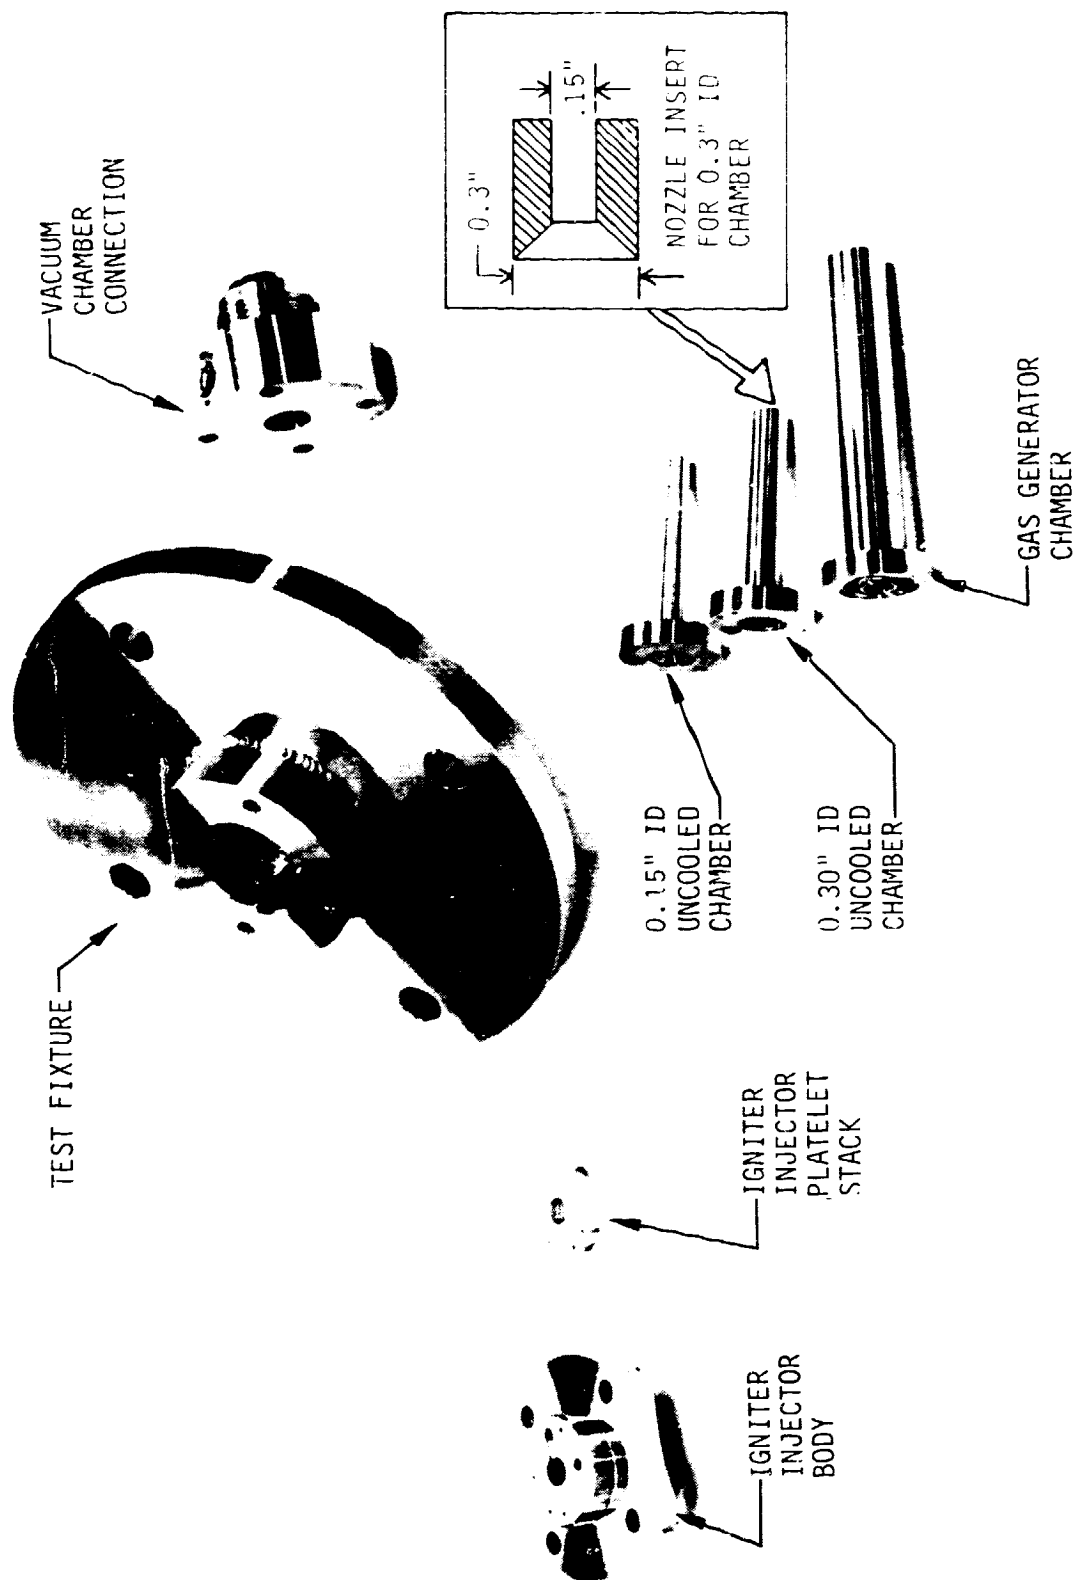 TEST FIXTURE
VACUUM
CHAMBER
CONNECTION
0.3"
.15"
NOZZLE INSERT
FOR 0.3" ID
CHAMBER
IGNITER
INJECTOR
BODY
IGNITER
INJECTOR
PLATELET
STACK
0.15" ID
UNCOOLED
CHAMBER
0.30" ID
UNCOOLED
CHAMBER
GAS GENERATOR
CHAMBER